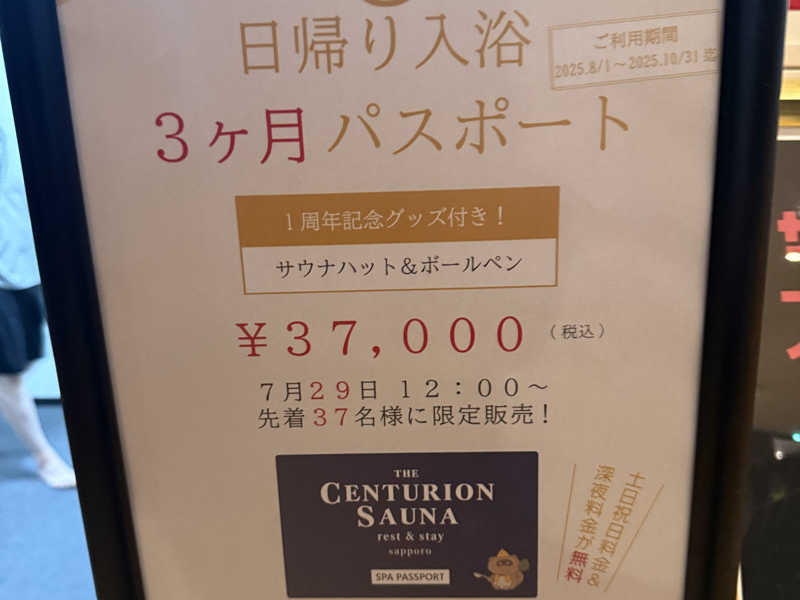 日帰り入浴
ご利用期間
2025.8/1～2025.10/31 迄
3ヶ月パスポート
1周年記念グッズ付き！
サウナハット＆ボールペン
¥37,000（税込）
7月29日 12：00～
先着37名様に限定販売！
THE
CENTURION
SAUNA
rest & stay
sapporo
SPA PASSPORT
土日祝日料金&
深夜料金が無料